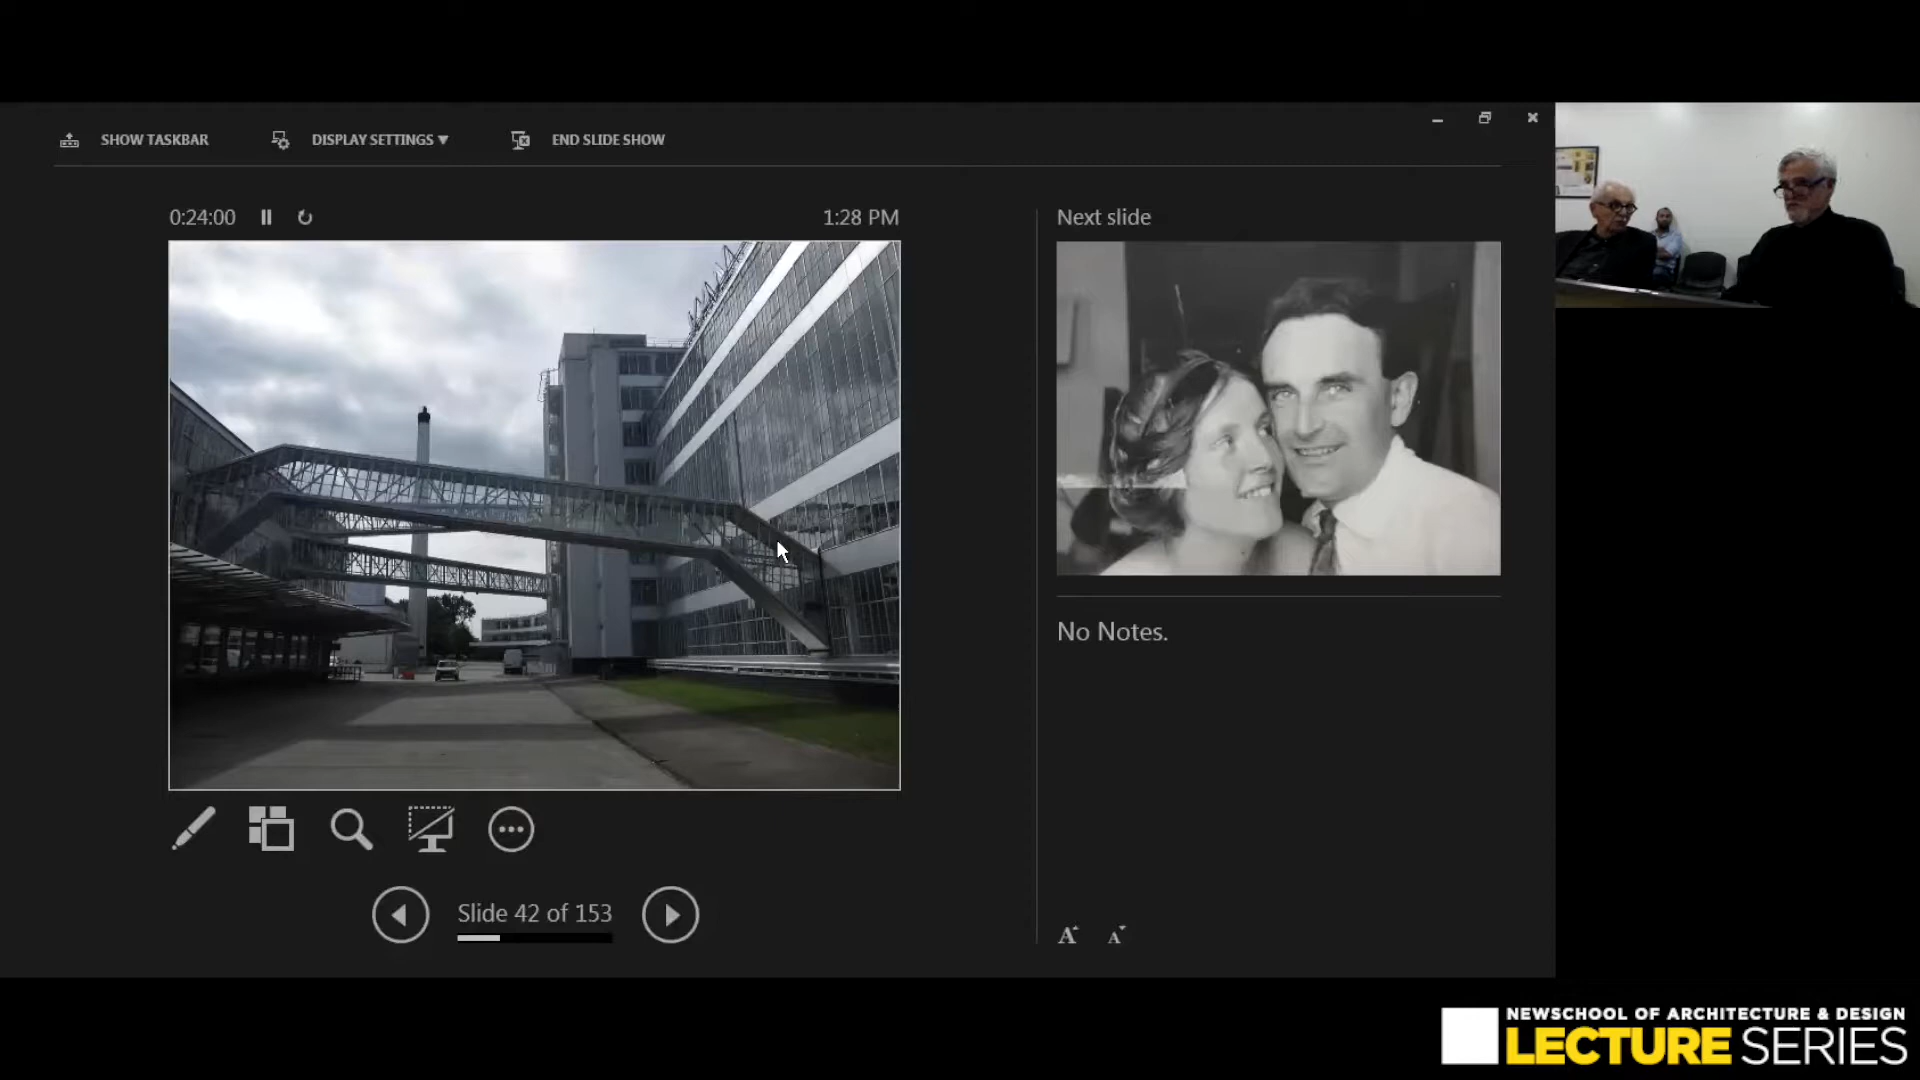 SHOW TASKBAR
DISPLAY SETTINGS ▼
END SLIDE SHOW
0:24:00
1:28 PM
Next slide
No Notes.
Slide 42 of 153
A A
NEWSCHOOL OF ARCHITECTURE & DESIGN
LECTURE SERIES